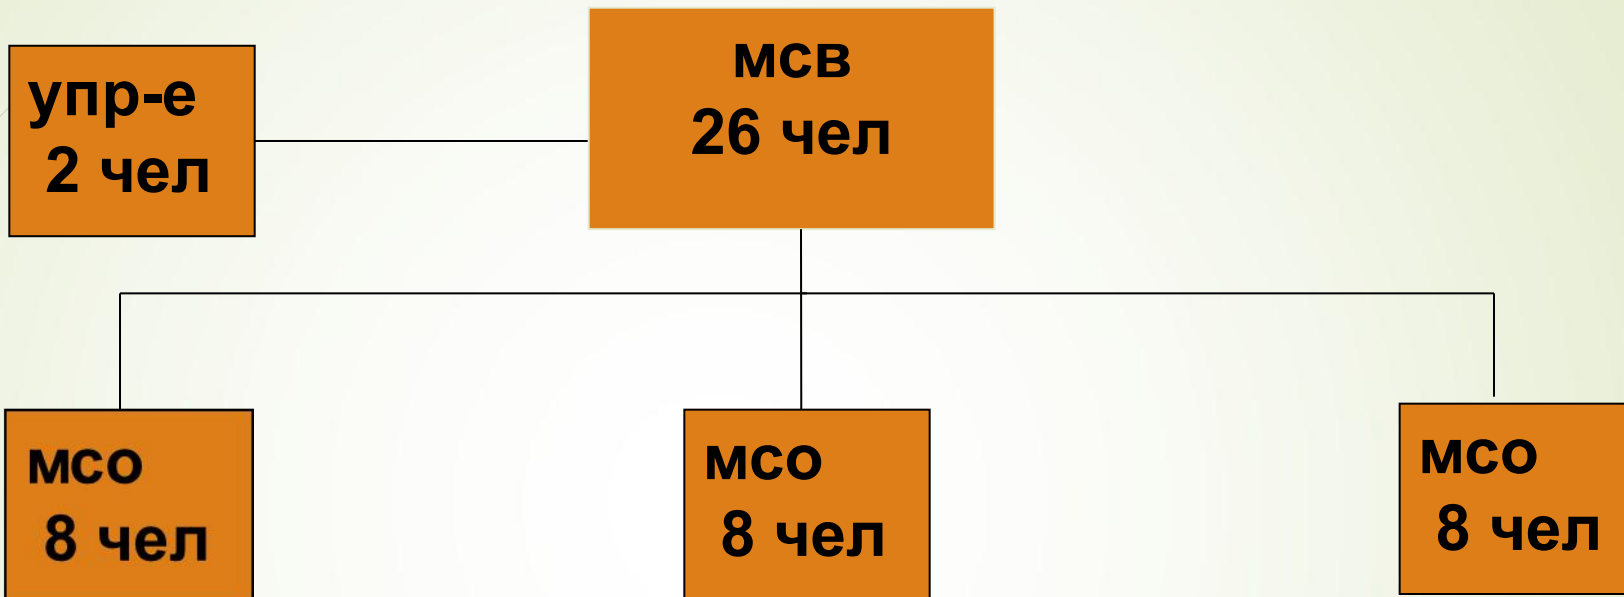 мсв
26 чел
упр-е
2 чел
мсо
8 чел
мсо
8 чел
мсо
8 чел